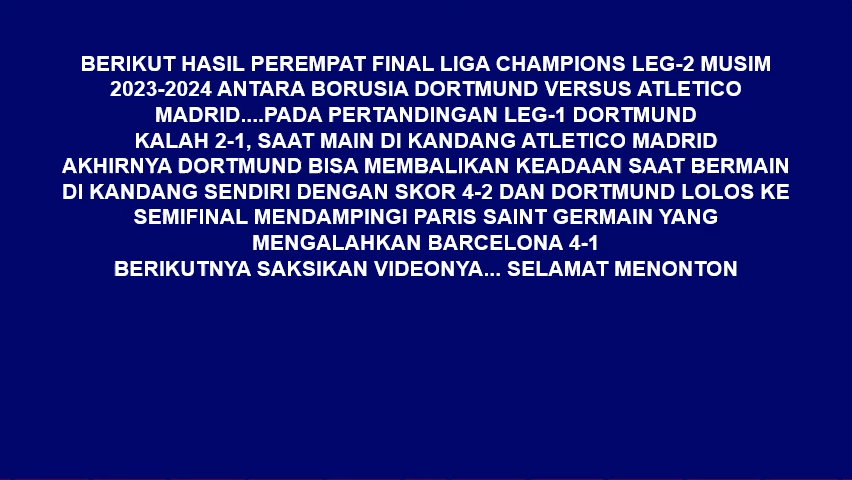 BERIKUT HASIL PEREMPAT FINAL LIGA CHAMPIONS LEG-2 MUSIM
2023-2024 ANTARA BORUSIA DORTMUND VERSUS ATLETICO
MADRID....PADA PERTANDINGAN LEG-1 DORTMUND
KALAH 2-1, SAAT MAIN DI KANDANG ATLETICO MADRID
AKHIRNYA DORTMUND BISA MEMBALIKAN KEADAAN SAAT BERMAIN
DI KANDANG SENDIRI DENGAN SKOR 4-2 DAN DORTMUND LOLOS KE
SEMIFINAL MENDAMPINGI PARIS SAINT GERMAIN YANG
MENGALAHKAN BARCELONA 4-1
BERIKUTNYA SAKSIKAN VIDEONYA... SELAMAT MENONTON